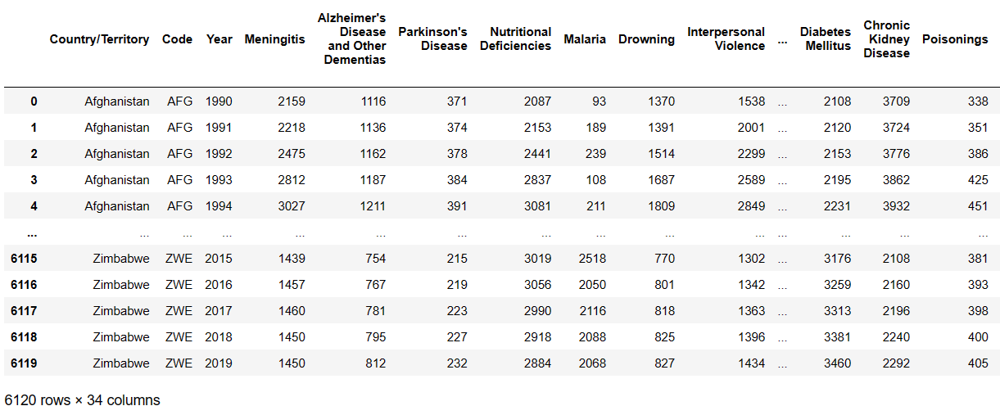 Country/Territory Code Year Meningitis Alzheimer's Disease and Other Dementias Parkinson's Disease Nutritional Deficiencies Malaria Drowning Interpersonal Violence ... Diabetes Mellitus Chronic Kidney Disease Poisonings
0 Afghanistan AFG 1990 2159 1116 371 2087 93 1370 1538 ... 2108 3709 338
1 Afghanistan AFG 1991 2218 1136 374 2153 189 1391 2001 ... 2120 3724 351
2 Afghanistan AFG 1992 2475 1162 378 2441 239 1514 2299 ... 2153 3776 386
3 Afghanistan AFG 1993 2812 1187 384 2837 108 1687 2589 ... 2195 3862 425
4 Afghanistan AFG 1994 3027 1211 391 3081 211 1809 2849 ... 2231 3932 451
... ... ... ... ... ... ... ... ... ... ... ... ... ... ...
6115 Zimbabwe ZWE 2015 1439 754 215 3019 2518 770 1302 ... 3176 2108 381
6116 Zimbabwe ZWE 2016 1457 767 219 3056 2050 801 1342 ... 3259 2160 393
6117 Zimbabwe ZWE 2017 1460 781 223 2990 2116 818 1363 ... 3313 2196 398
6118 Zimbabwe ZWE 2018 1450 795 227 2918 2088 825 1396 ... 3381 2240 400
6119 Zimbabwe ZWE 2019 1450 812 232 2884 2068 827 1434 ... 3460 2292 405
6120 rows × 34 columns